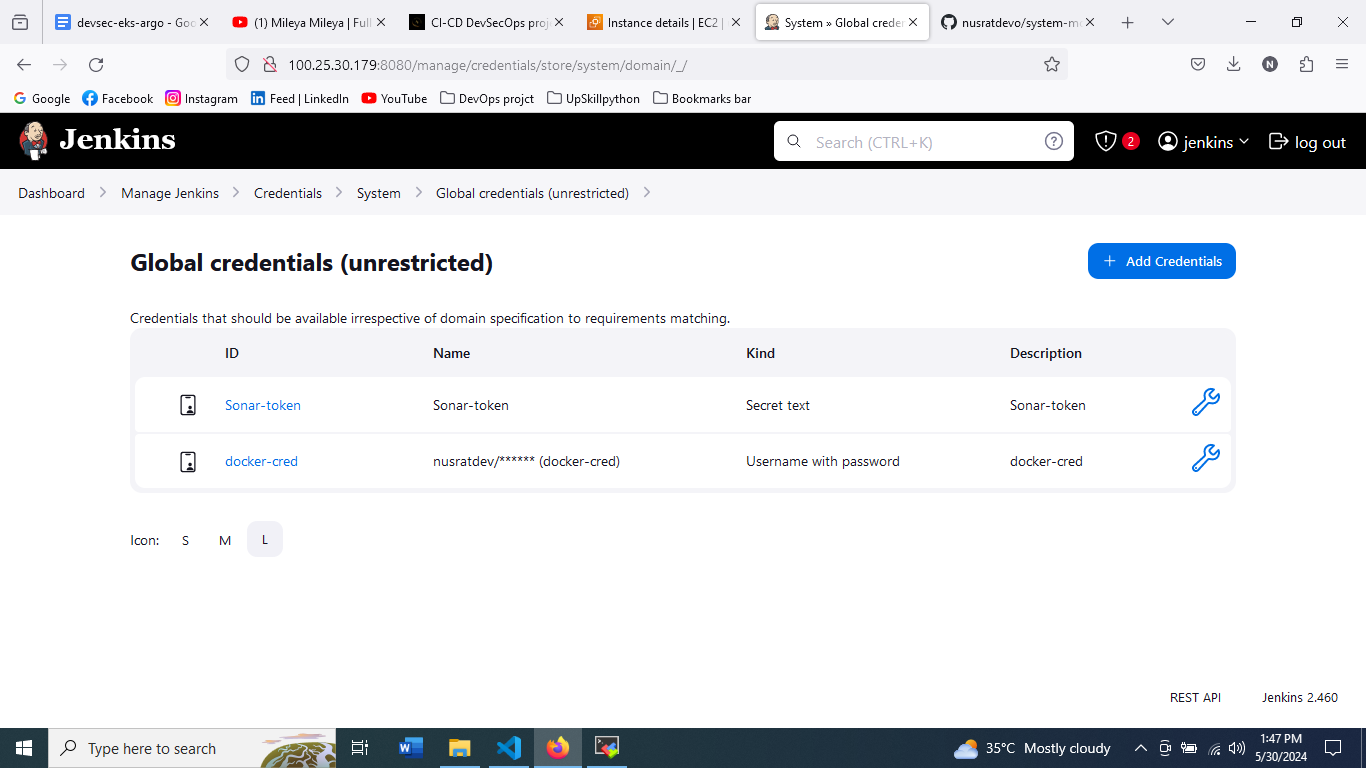 devsec-eks-argo - Goo
(1) Mileya Mileya | Full
CI-CD DevSecOps proj
Instance details | EC2 |
System » Global creder
nusratdevo/system-mo
100.25.30.179:8080/manage/credentials/store/system/domain/_/
N
Google
Facebook
Instagram
Feed | LinkedIn
YouTube
DevOps projct
UpSkillpython
Bookmarks bar
Jenkins
Search (CTRL+K)
2
jenkins
log out
Dashboard
Manage Jenkins
Credentials
System
Global credentials (unrestricted)
Global credentials (unrestricted)
Add Credentials
Credentials that should be available irrespective of domain specification to requirements matching.
ID Name Kind Description
Sonar-token Sonar-token Secret text Sonar-token
docker-cred nusratdev/****** (docker-cred) Username with password docker-cred
Icon: S M L
REST API Jenkins 2.460
Type here to search
35°C Mostly cloudy
1:47 PM
5/30/2024